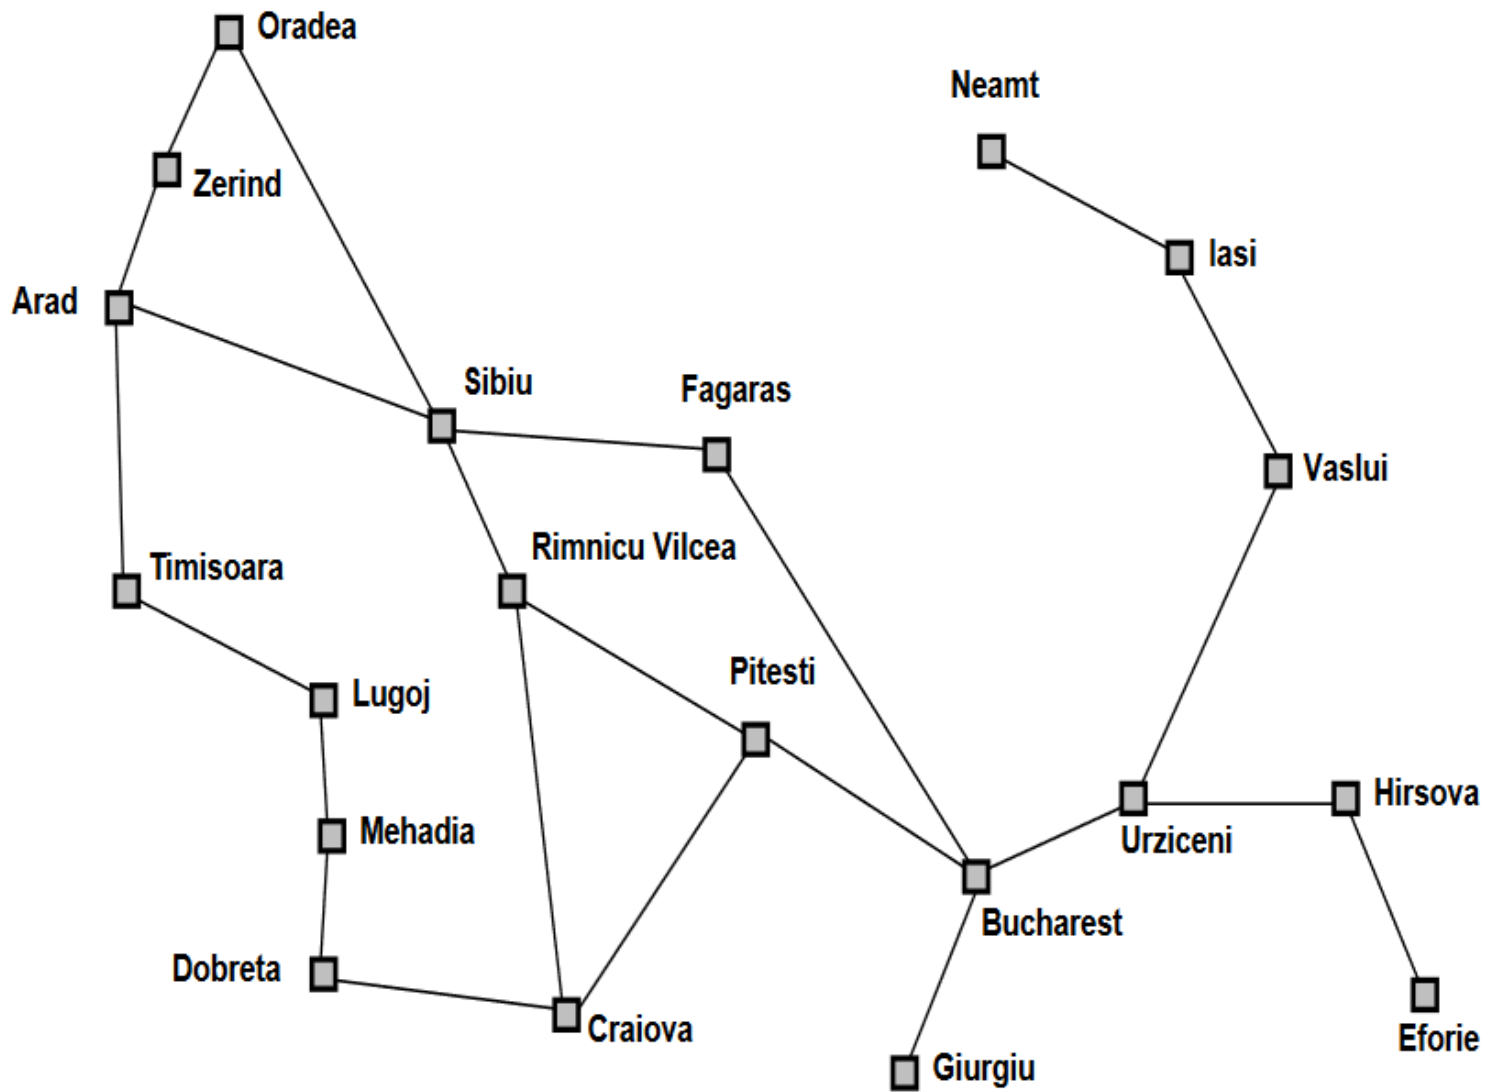 Oradea
Neamt
Zerind
Iasi
Arad
Sibiu
Fagaras
Vaslui
Rimnicu Vilcea
Timisoara
Pitesti
Lugoj
Hirsova
Mehadia
Urziceni
Bucharest
Dobreta
Craiova
Eforie
Giurgiu